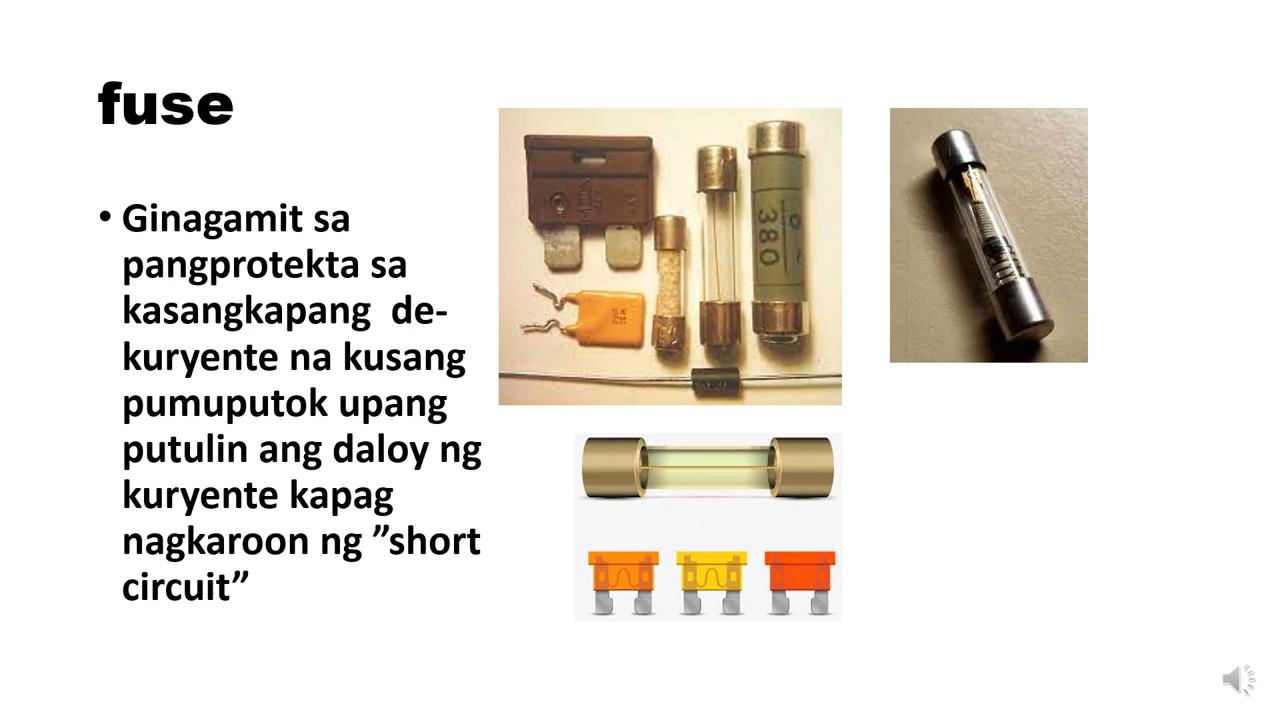 fuse
• Ginagamit sa
pangprotekta sa
kasangkapang  de-
kuryente na kusang
pumuputok upang
putulin ang daloy ng
kuryente kapag
nagkaroon ng ”short
circuit”
380